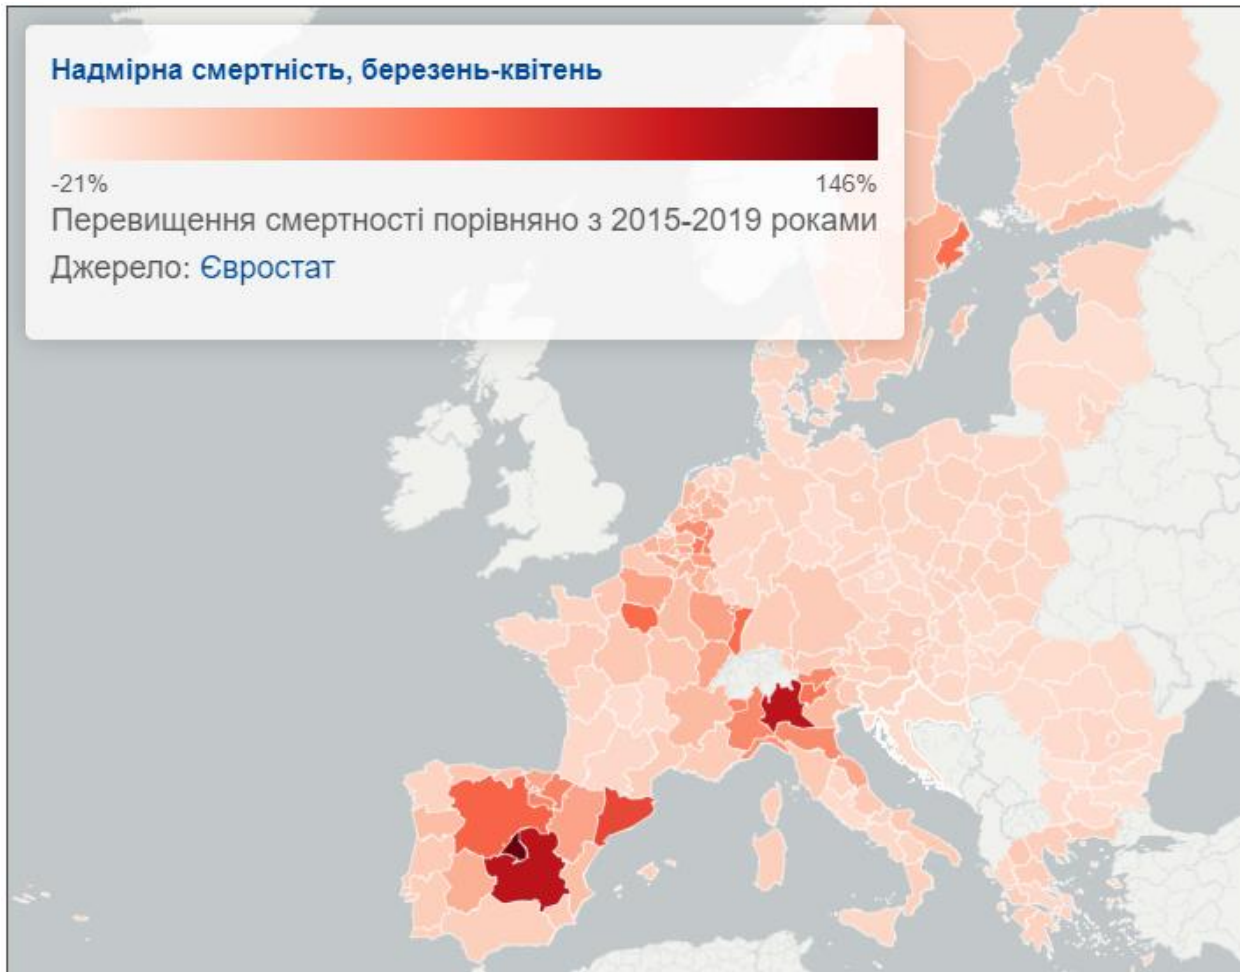 Надмірна смертність, березень-квітень
-21%
146%
Перевищення смертності порівняно з 2015-2019 роками
Джерело: Євростат